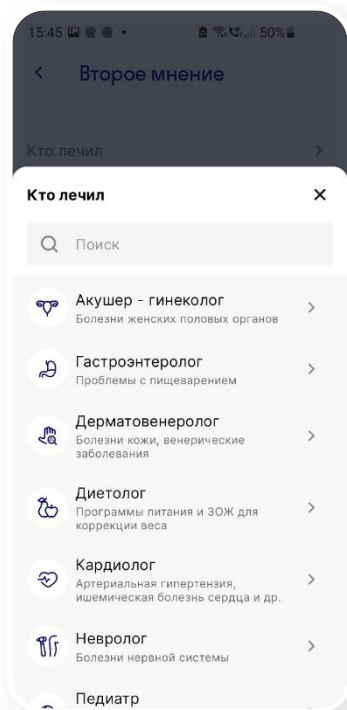 15:45 50%
Второе мнение
Кто лечил
Кто лечил
Поиск
Акушер - гинеколог
Болезни женских половых органов
Гастроэнтеролог
Проблемы с пищеварением
Дерматовенеролог
Болезни кожи, венерические
заболевания
Диетолог
Программы питания и ЗОЖ для
коррекции веса
Кардиолог
Артериальная гипертензия,
ишемическая болезнь сердца и др.
Невролог
Болезни нервной системы
Педиатр